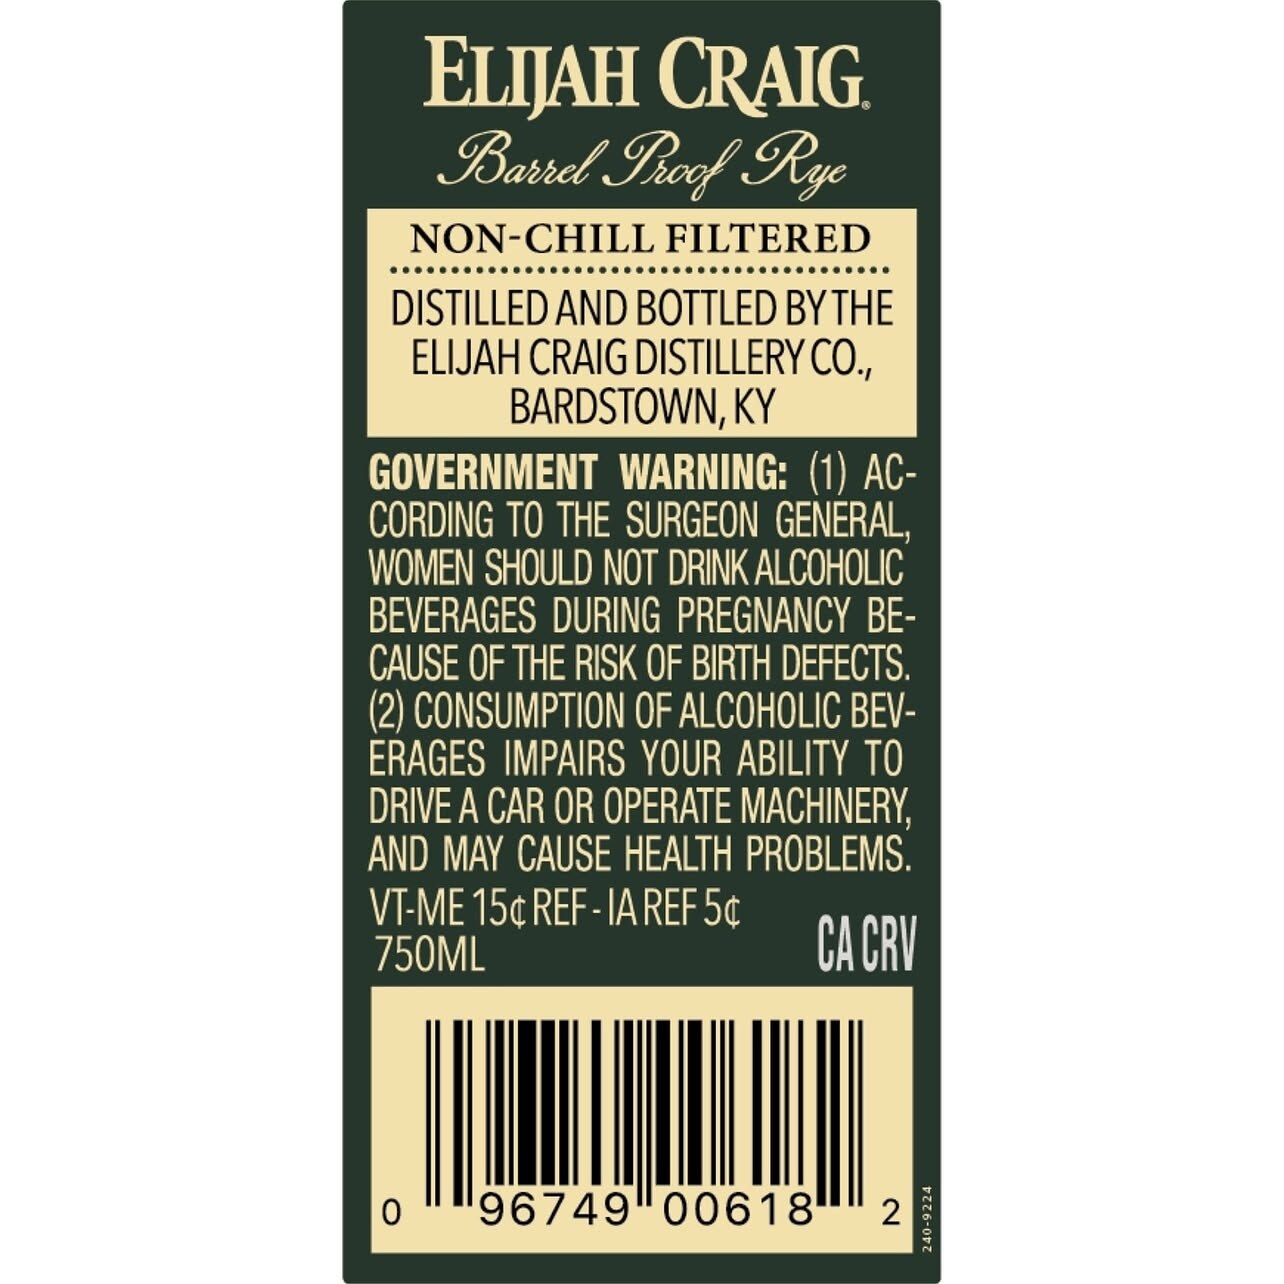 ELIJAH CRAIG®
Barrel Proof Rye
NON-CHILL FILTERED
DISTILLED AND BOTTLED BY THE
ELIJAH CRAIG DISTILLERY CO.,
BARDSTOWN, KY
GOVERNMENT WARNING: (1) AC-
CORDING TO THE SURGEON GENERAL,
WOMEN SHOULD NOT DRINK ALCOHOLIC
BEVERAGES DURING PREGNANCY BE-
CAUSE OF THE RISK OF BIRTH DEFECTS.
(2) CONSUMPTION OF ALCOHOLIC BEV-
ERAGES IMPAIRS YOUR ABILITY TO
DRIVE A CAR OR OPERATE MACHINERY,
AND MAY CAUSE HEALTH PROBLEMS.
VT-ME 15¢ REF - IA REF 5¢
750ML CA CRV
0 96749 00618 2
240-9224